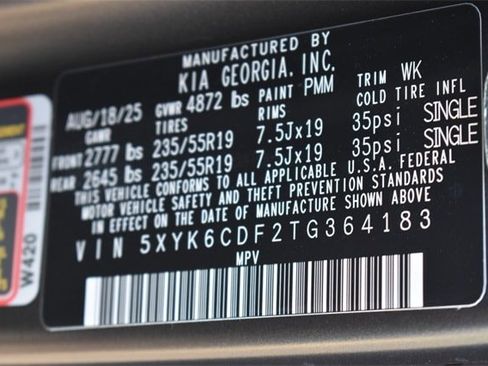 MANUFACTURED BY
KIA GEORGIA, INC.
AUG/18/25 GVWR 4872 lbs PAINT PMM TRIM WK
GAWR TIRES RIMS COLD TIRE INFL
FRONT 2777 lbs 235/55R19 7.5Jx19 35psi SINGLE
REAR 2645 lbs 235/55R19 7.5Jx19 35psi SINGLE
THIS VEHICLE CONFORMS TO ALL APPLICABLE U.S.A. FEDERAL
MOTOR VEHICLE SAFETY AND THEFT PREVENTION STANDARDS
IN EFFECT ON THE DATE OF MANUFACTURE SHOWN ABOVE
VIN 5XYK6CDF2TG364183
MPV
W420